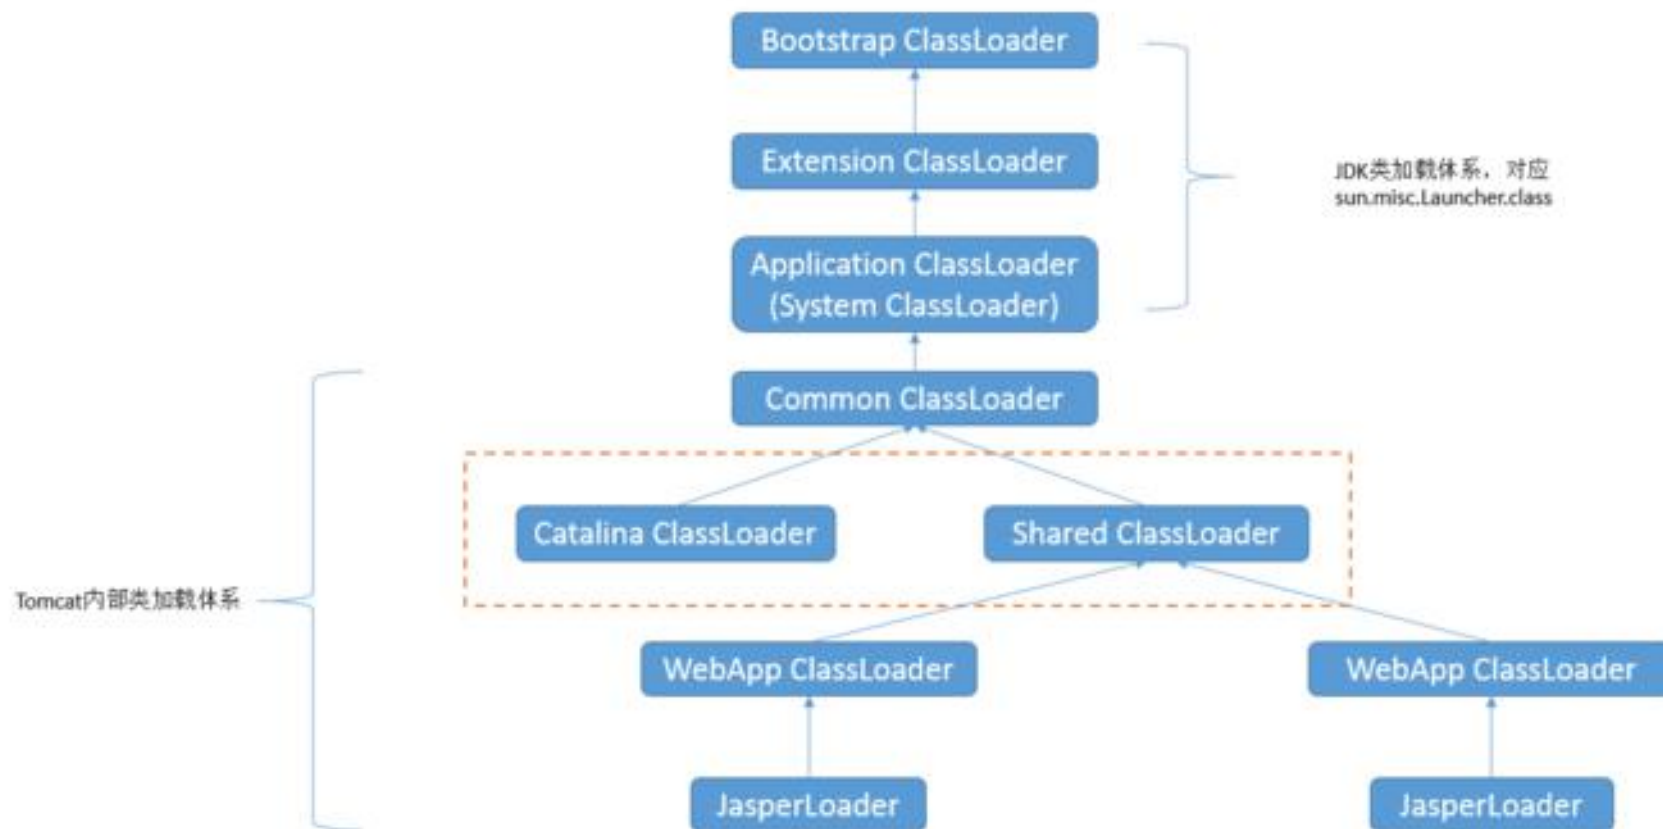 Bootstrap ClassLoader
Extension ClassLoader
JDK类加载体系，对应
sun.misc.Launcher.class
Application ClassLoader
(System ClassLoader)
Common ClassLoader
Catalina ClassLoader
Shared ClassLoader
Tomcat内部类加载体系
WebApp ClassLoader
WebApp ClassLoader
JasperLoader
JasperLoader